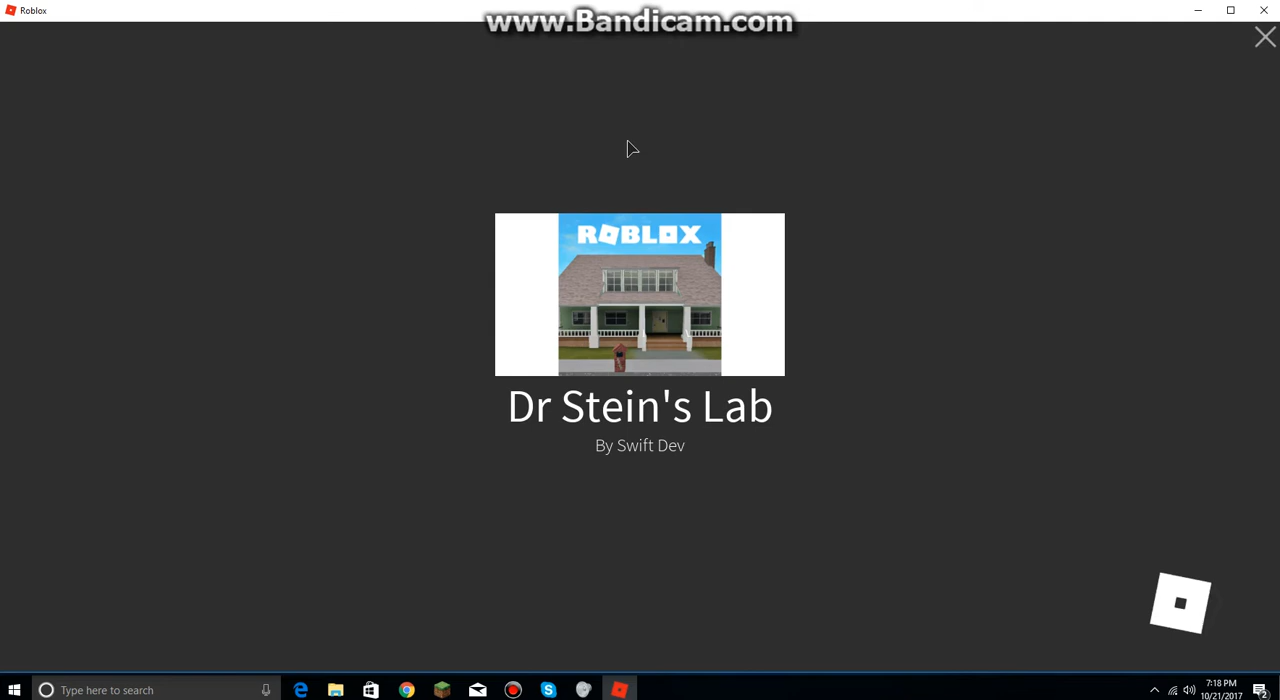 Roblox
www.Bandicam.com
ROBLOX
Dr Stein's Lab
By Swift Dev
Type here to search
7:18 PM
10/21/2017